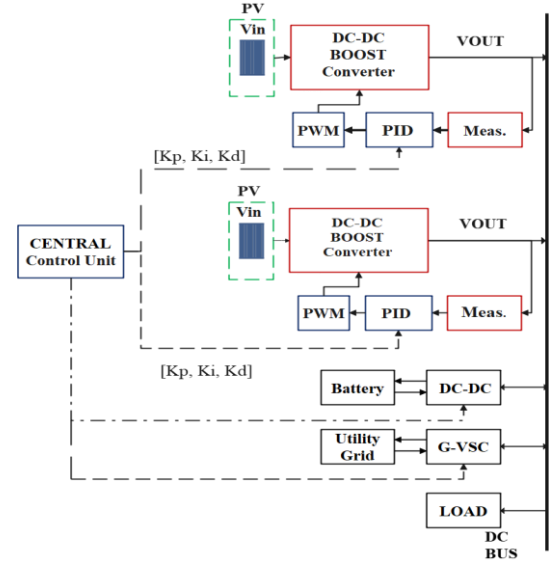 PV
Vin
DC-DC
BOOST
Converter
VOUT
PWM
PID
Meas.
[Kp, Ki, Kd]
PV
Vin
DC-DC
BOOST
Converter
VOUT
CENTRAL
Control Unit
PWM
PID
Meas.
[Kp, Ki, Kd]
Battery
DC-DC
Utility
Grid
G-VSC
LOAD
DC
BUS